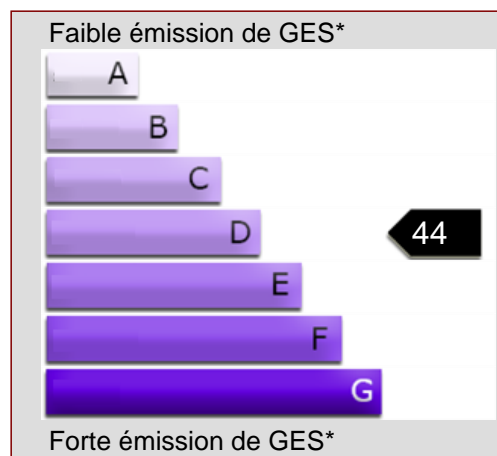 Faible émission de GES*
A
B
C
D 44
E
F
G
Forte émission de GES*